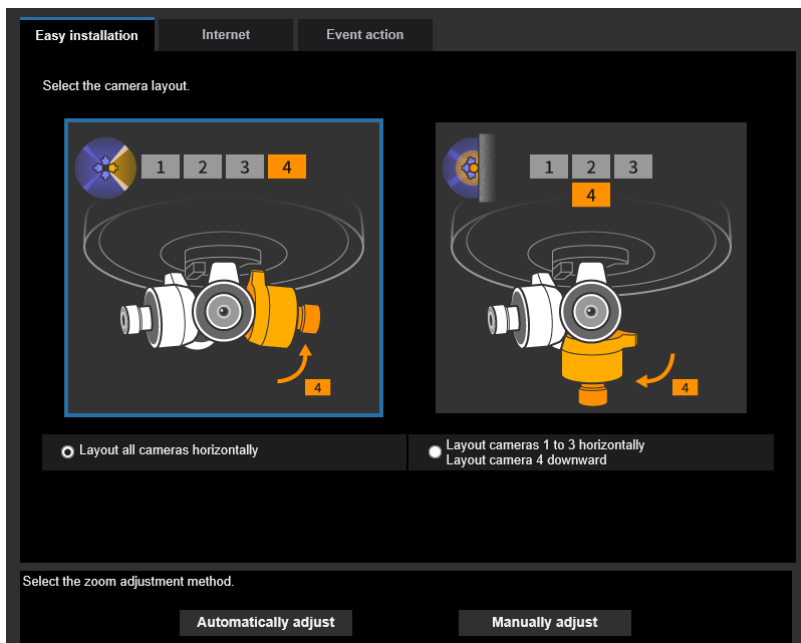 Easy installation Internet Event action
Select the camera layout.
1 2 3 4
4
1 2 3
4
4
Layout all cameras horizontally
Layout cameras 1 to 3 horizontally
Layout camera 4 downward
Select the zoom adjustment method.
Automatically adjust Manually adjust